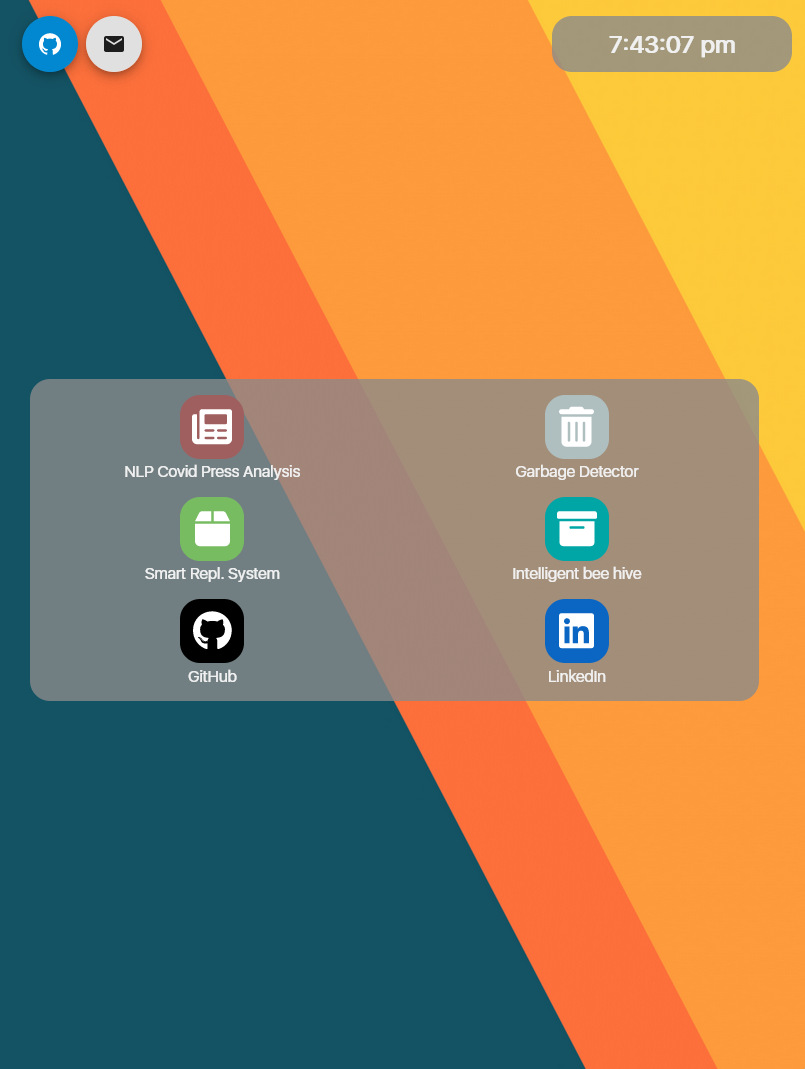 7:43:07 pm
NLP Covid Press Analysis
Garbage Detector
Smart Repl. System
Intelligent bee hive
GitHub
LinkedIn